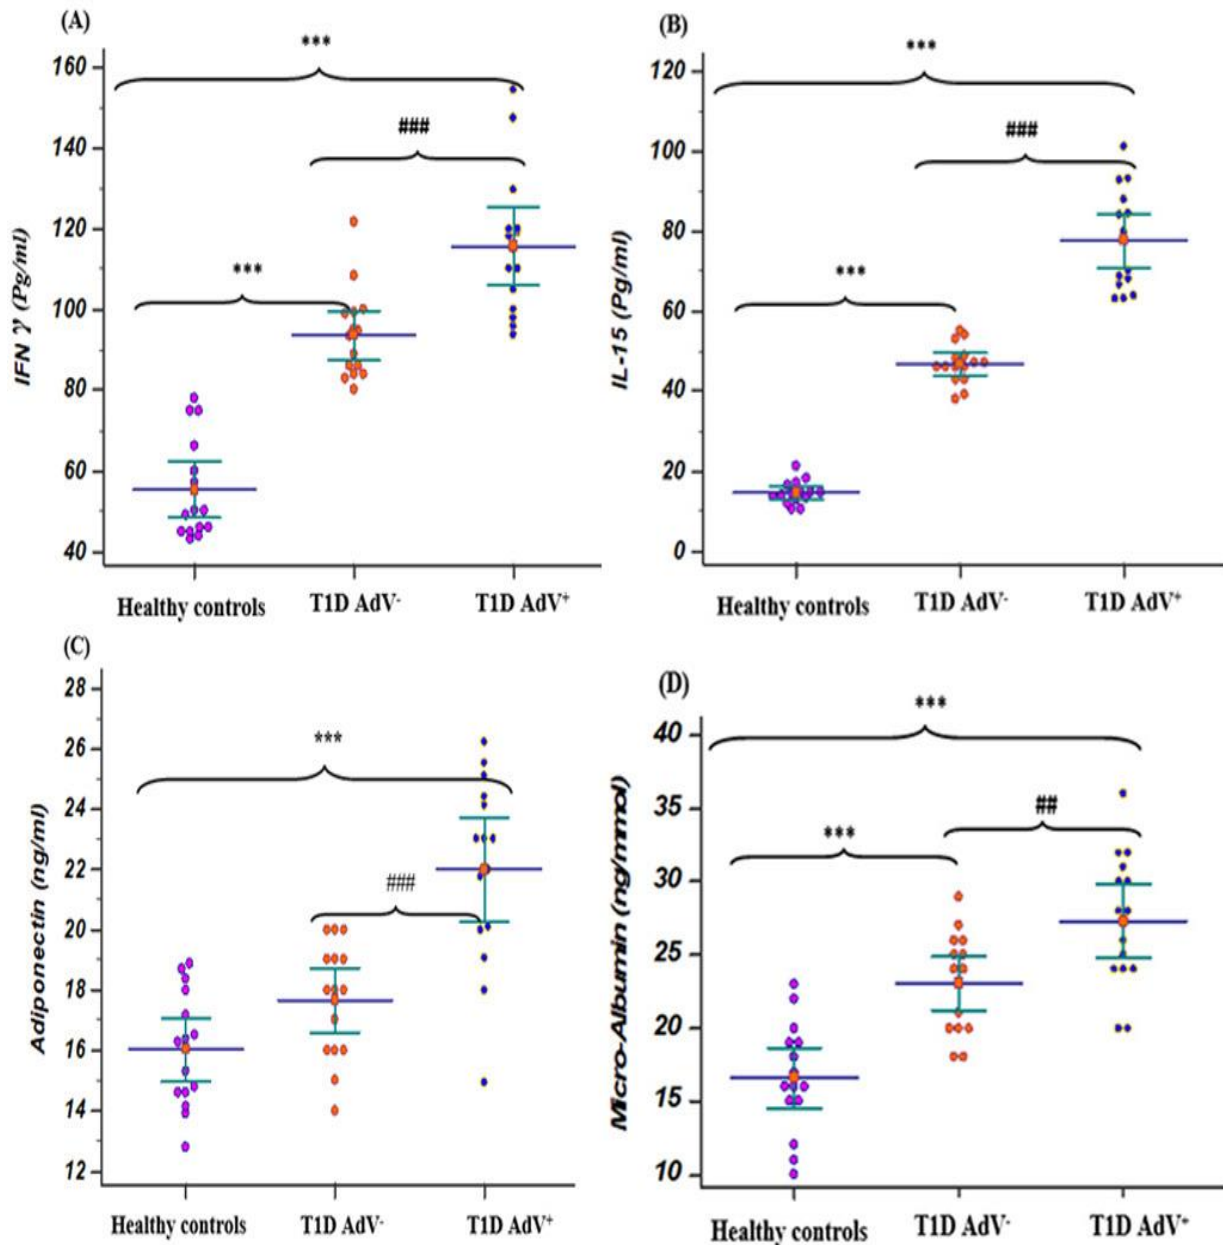 (A)
***
160
140
120
100
80
60
40
###
***
IFN γ (Pg/ml)
Healthy controls
T1D AdV-
T1D AdV+
(B)
***
120
100
80
60
40
20
0
###
***
IL-15 (Pg/ml)
Healthy controls
T1D AdV-
T1D AdV+
(C)
28
26
24
22
20
18
16
14
12
***
###
Adiponectin (ng/ml)
Healthy controls
T1D AdV-
T1D AdV+
(D)
***
40
35
30
25
20
15
10
##
***
Micro-Albumin (ng/mmol)
Healthy controls
T1D AdV-
T1D AdV+